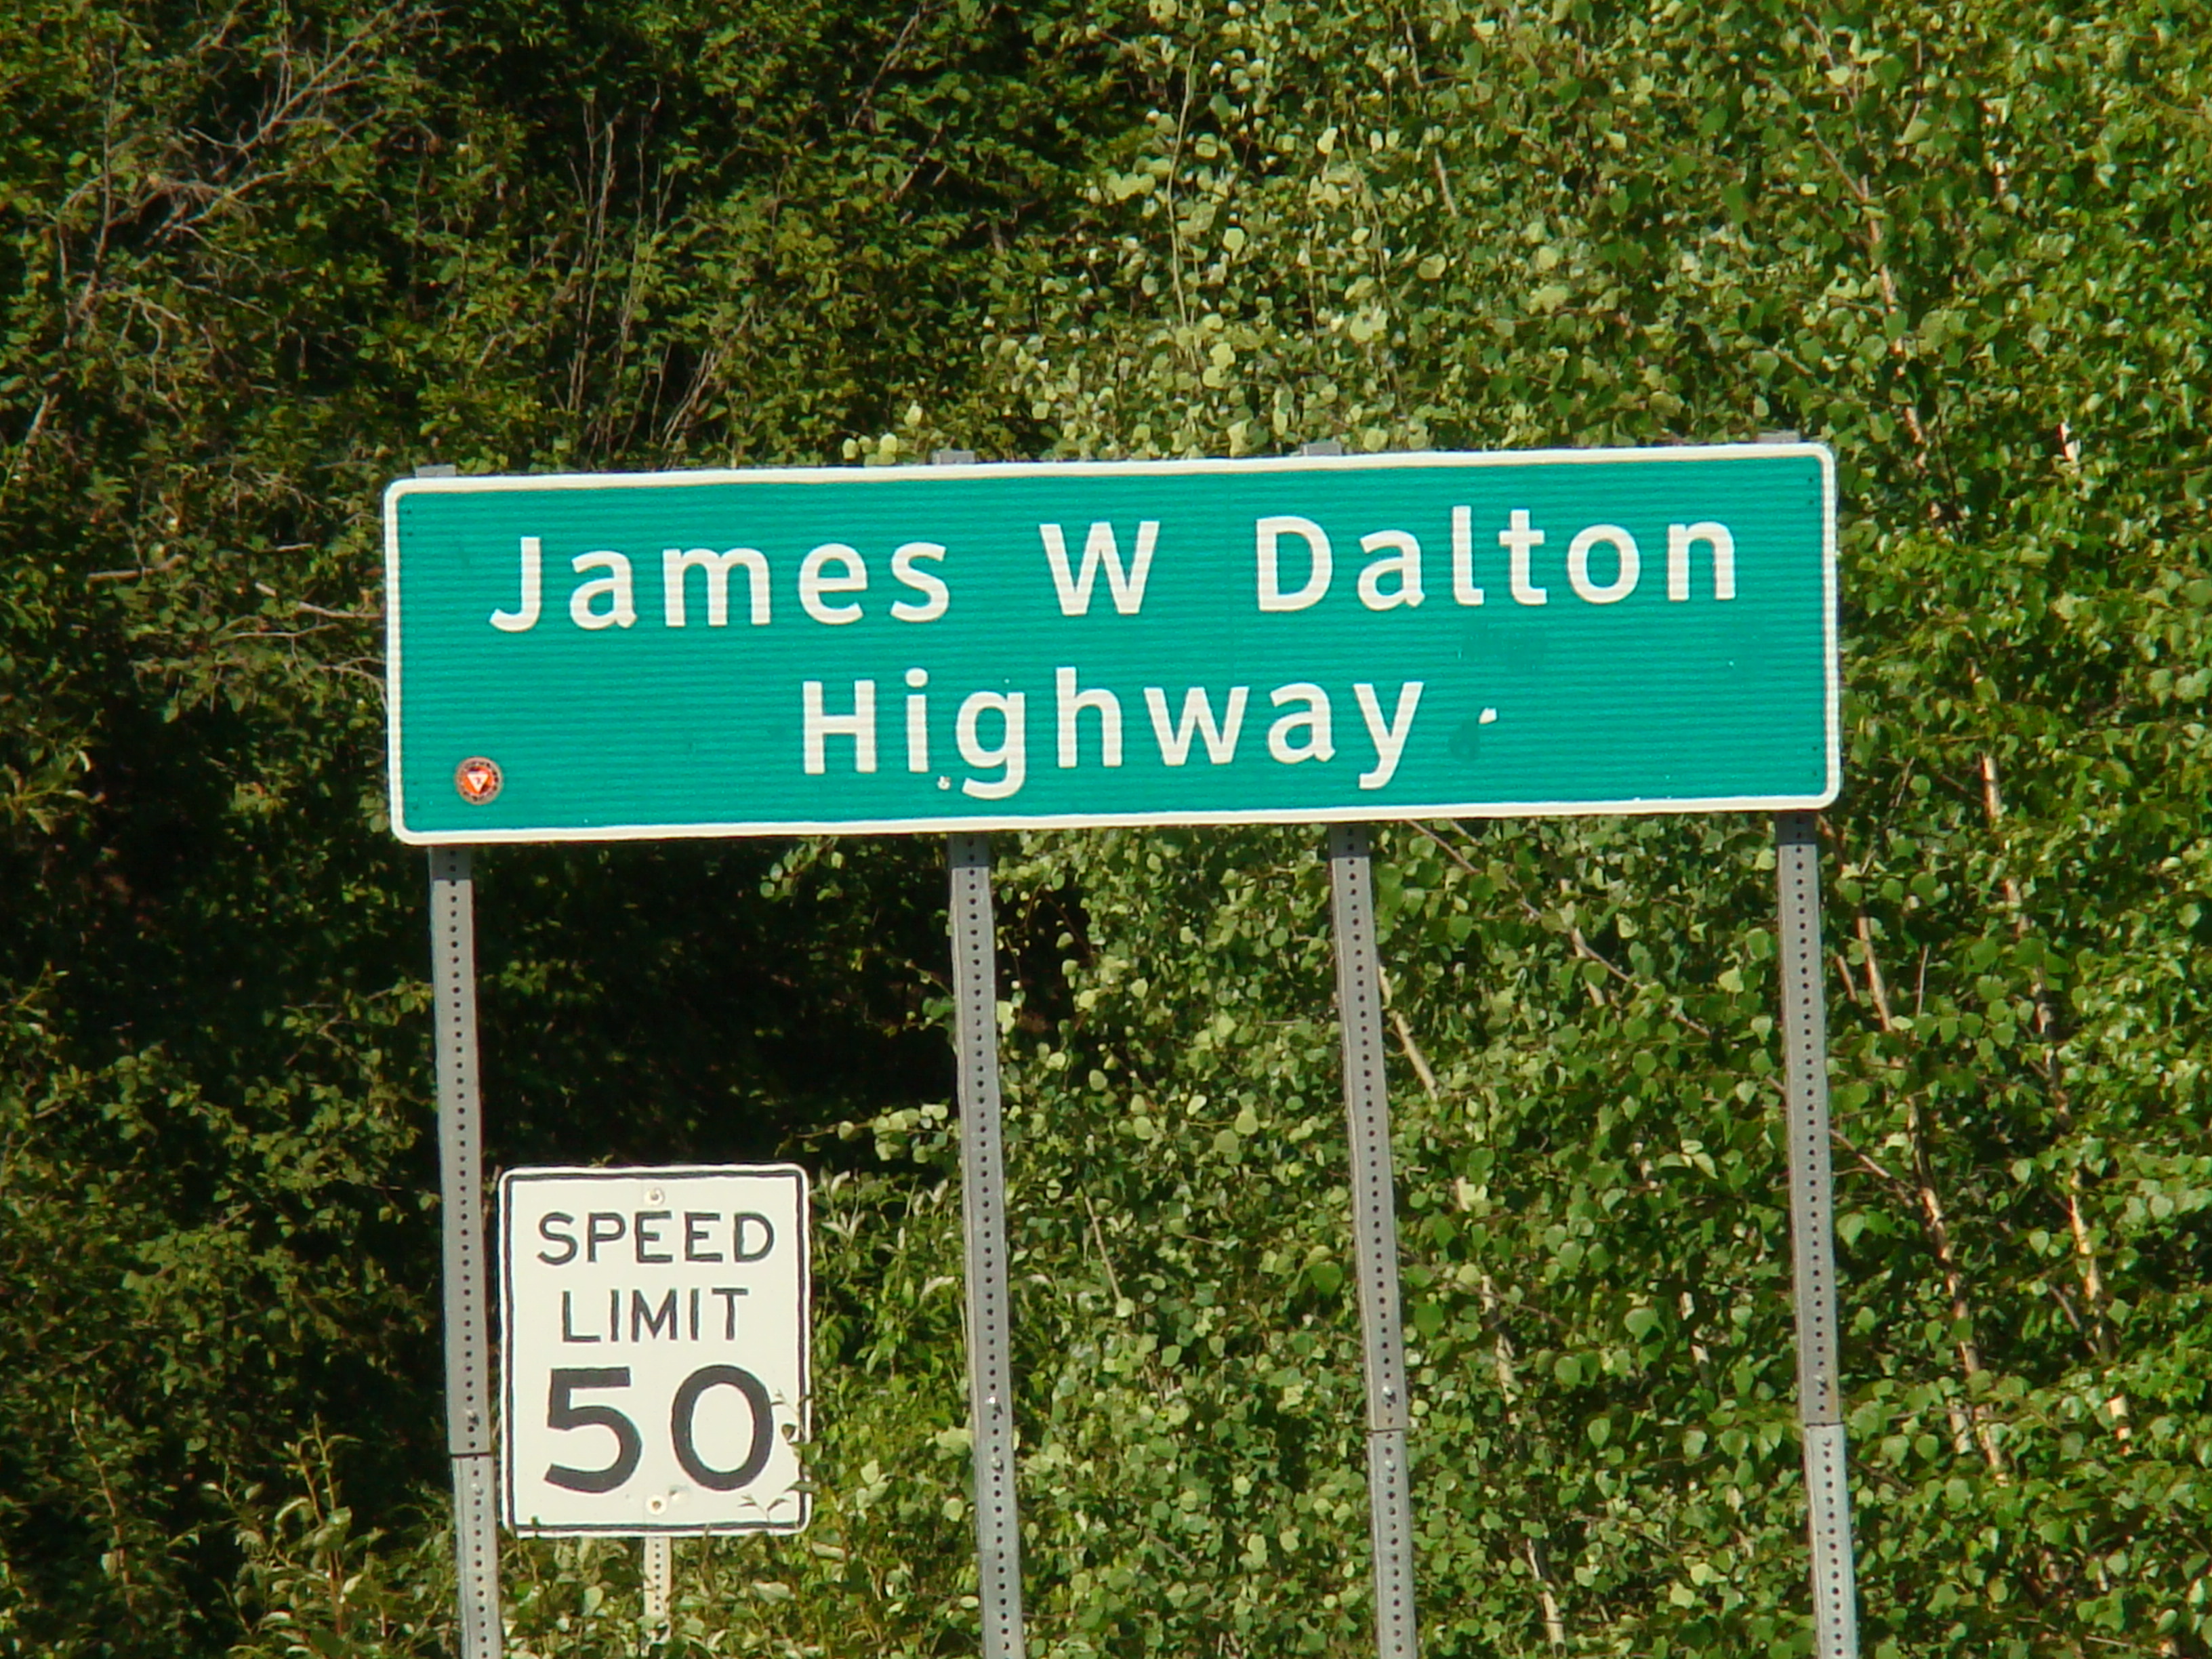 James W Dalton
Highway
SPEED
LIMIT
50